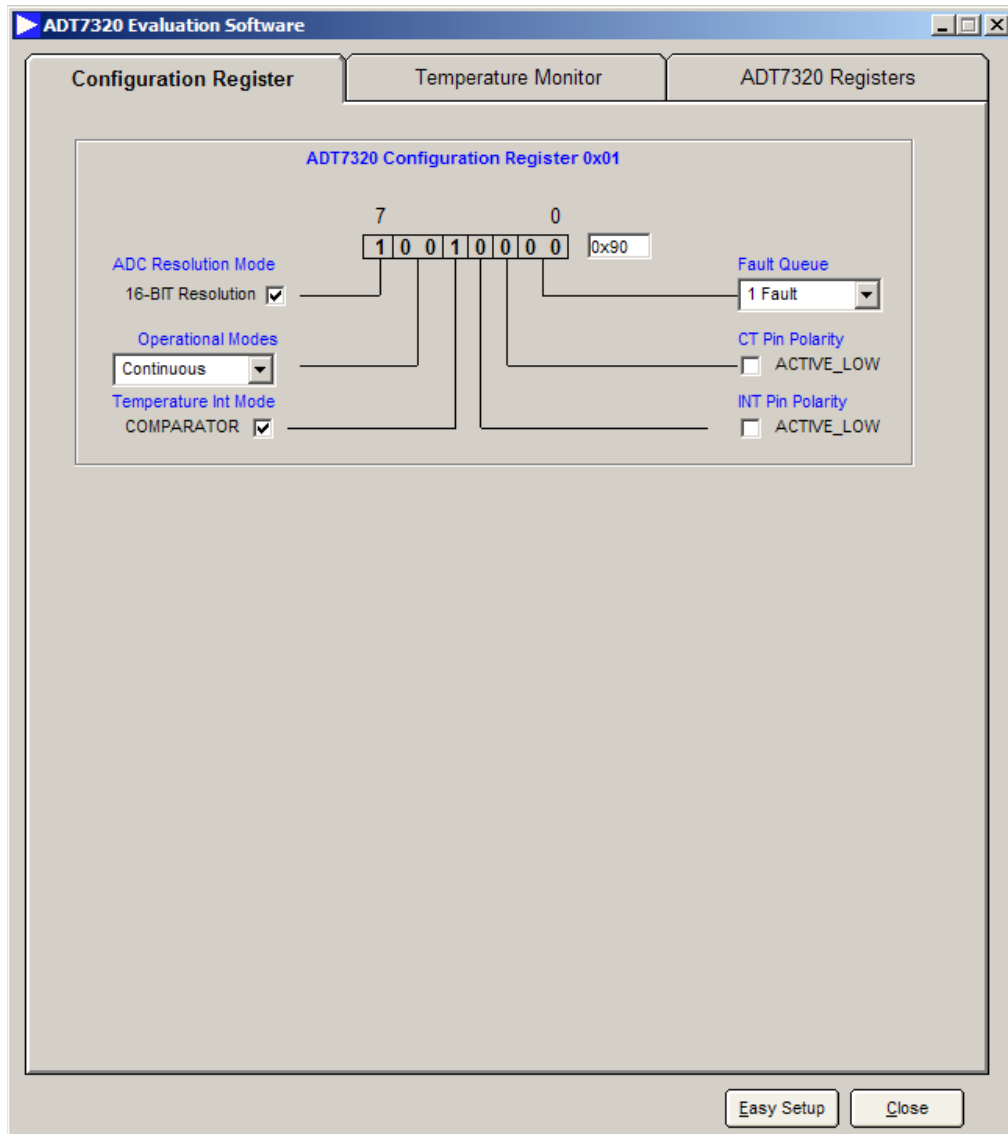 ADT7320 Evaluation Software
Configuration Register
Temperature Monitor
ADT7320 Registers
ADT7320 Configuration Register 0x01
7 0
1 0 0 1 0 0 0 0 0x90
ADC Resolution Mode
16-BIT Resolution
Operational Modes
Continuous
Temperature Int Mode
COMPARATOR
Fault Queue
1 Fault
CT Pin Polarity
ACTIVE_LOW
INT Pin Polarity
ACTIVE_LOW
Easy Setup
Close